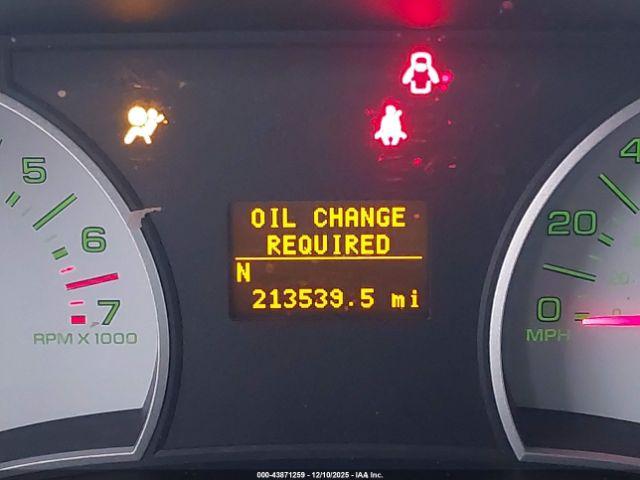 OIL CHANGE
REQUIRED
N
213539.5 mi
5
6
7
RPM X 1000
4
20
0
MPH
000-43871259 - 12/10/2025 - IAA Inc.